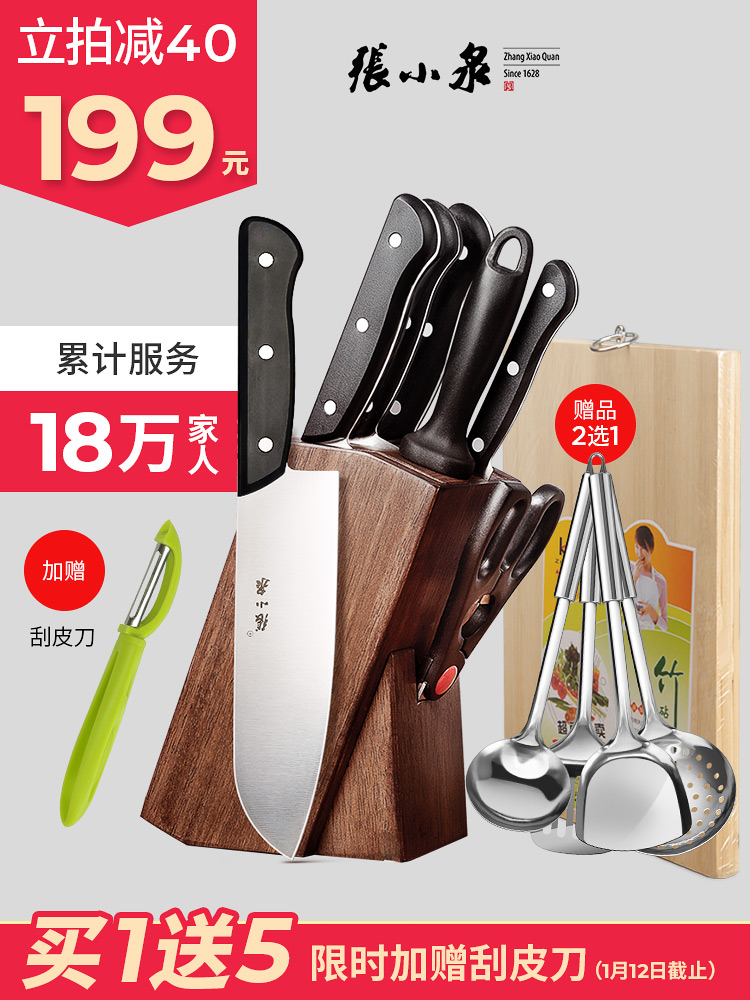 立拍减40
199元
張小泉
Zhang Xiao Quan
Since 1628
累计服务
18万家人
加赠
刮皮刀
赠品
2选1
張小泉
竹
砧
买1送5
限时加赠刮皮刀（1月12日截止）